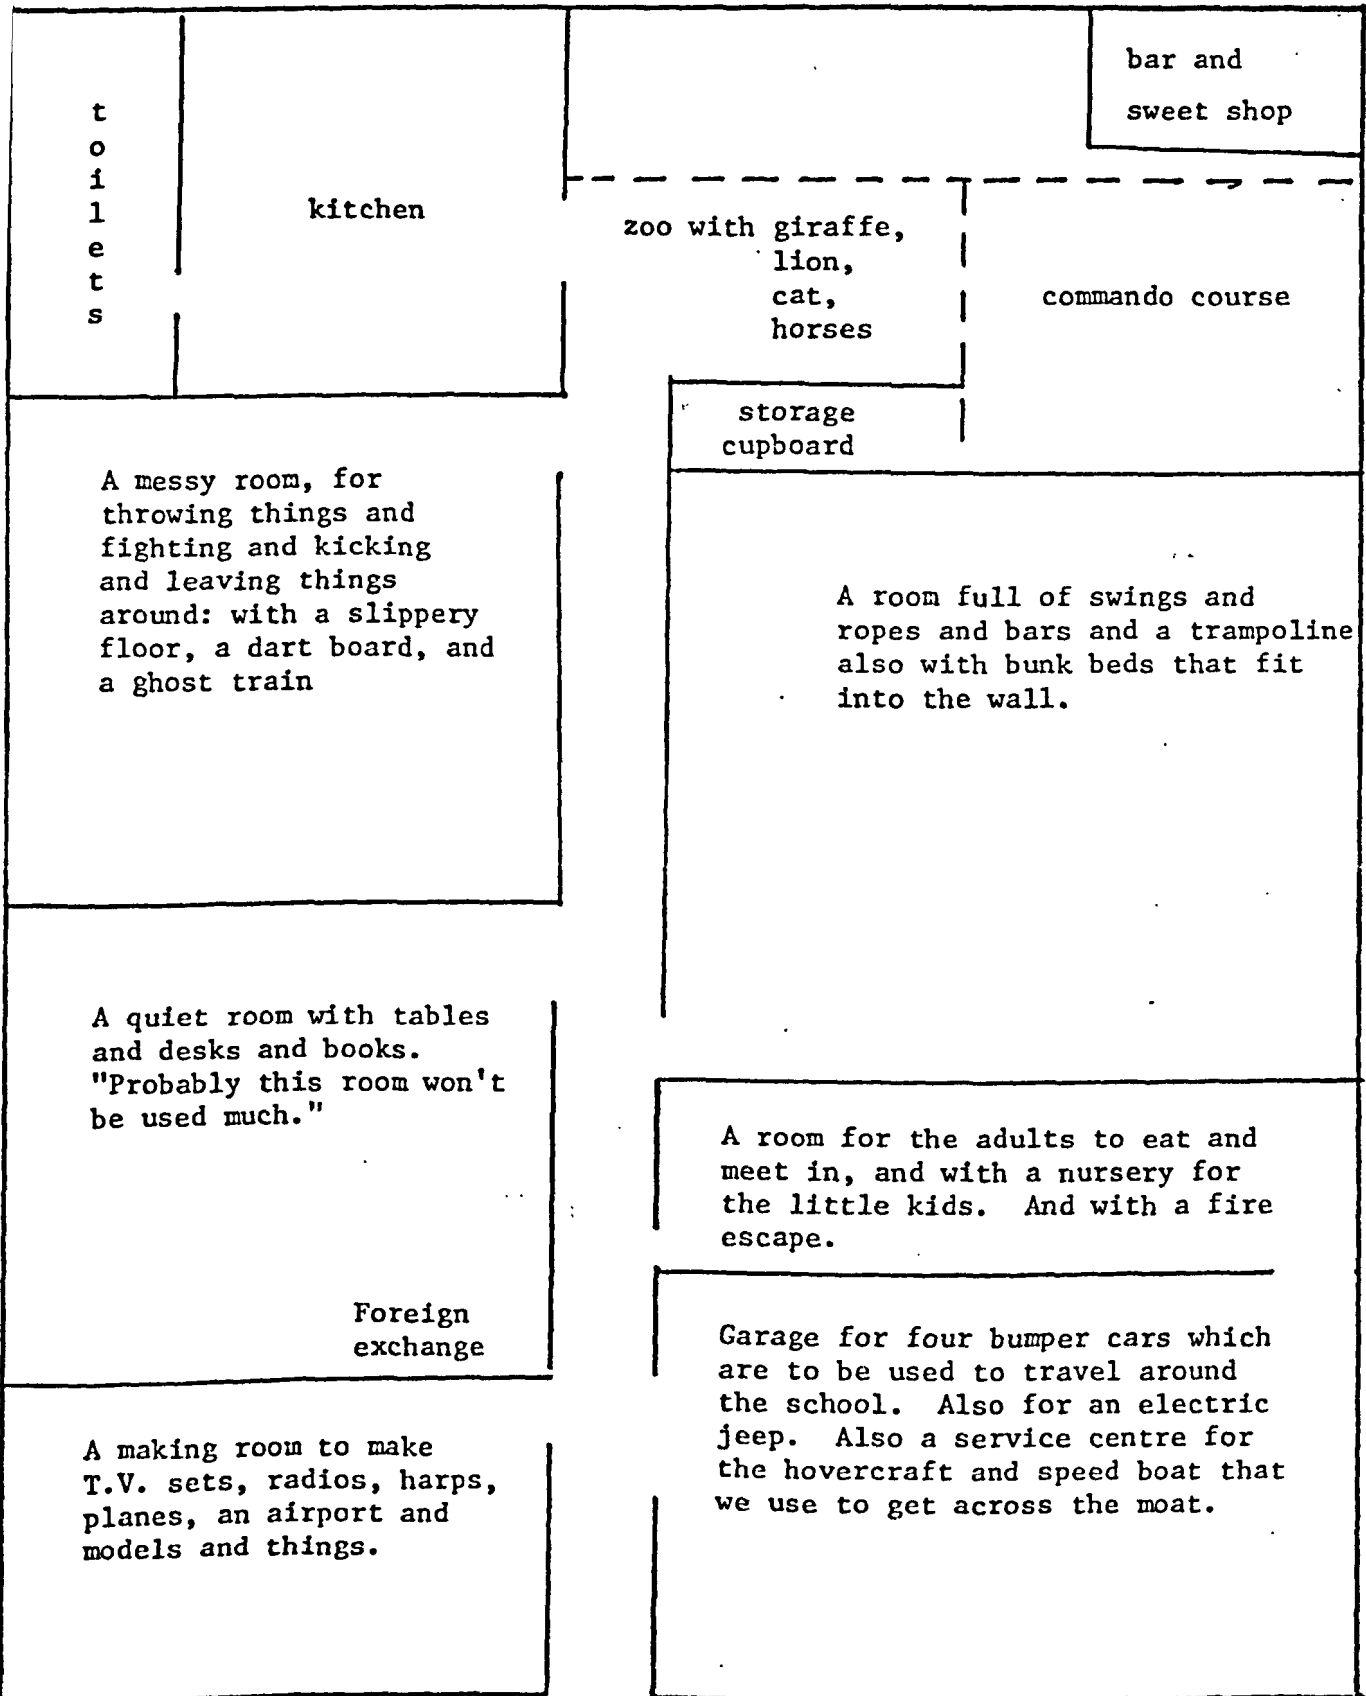 bar and
sweet shop
toilets
kitchen
zoo with giraffe,
lion,
cat,
horses
commando course
storage
cupboard
A messy room, for
throwing things and
fighting and kicking
and leaving things
around: with a slippery
floor, a dart board, and
a ghost train
A room full of swings and
ropes and bars and a trampoline
also with bunk beds that fit
into the wall.
A quiet room with tables
and desks and books.
"Probably this room won't
be used much."
Foreign
exchange
A room for the adults to eat and
meet in, and with a nursery for
the little kids.  And with a fire
escape.
A making room to make
T.V. sets, radios, harps,
planes, an airport and
models and things.
Garage for four bumper cars which
are to be used to travel around
the school.  Also for an electric
jeep.  Also a service centre for
the hovercraft and speed boat that
we use to get across the moat.